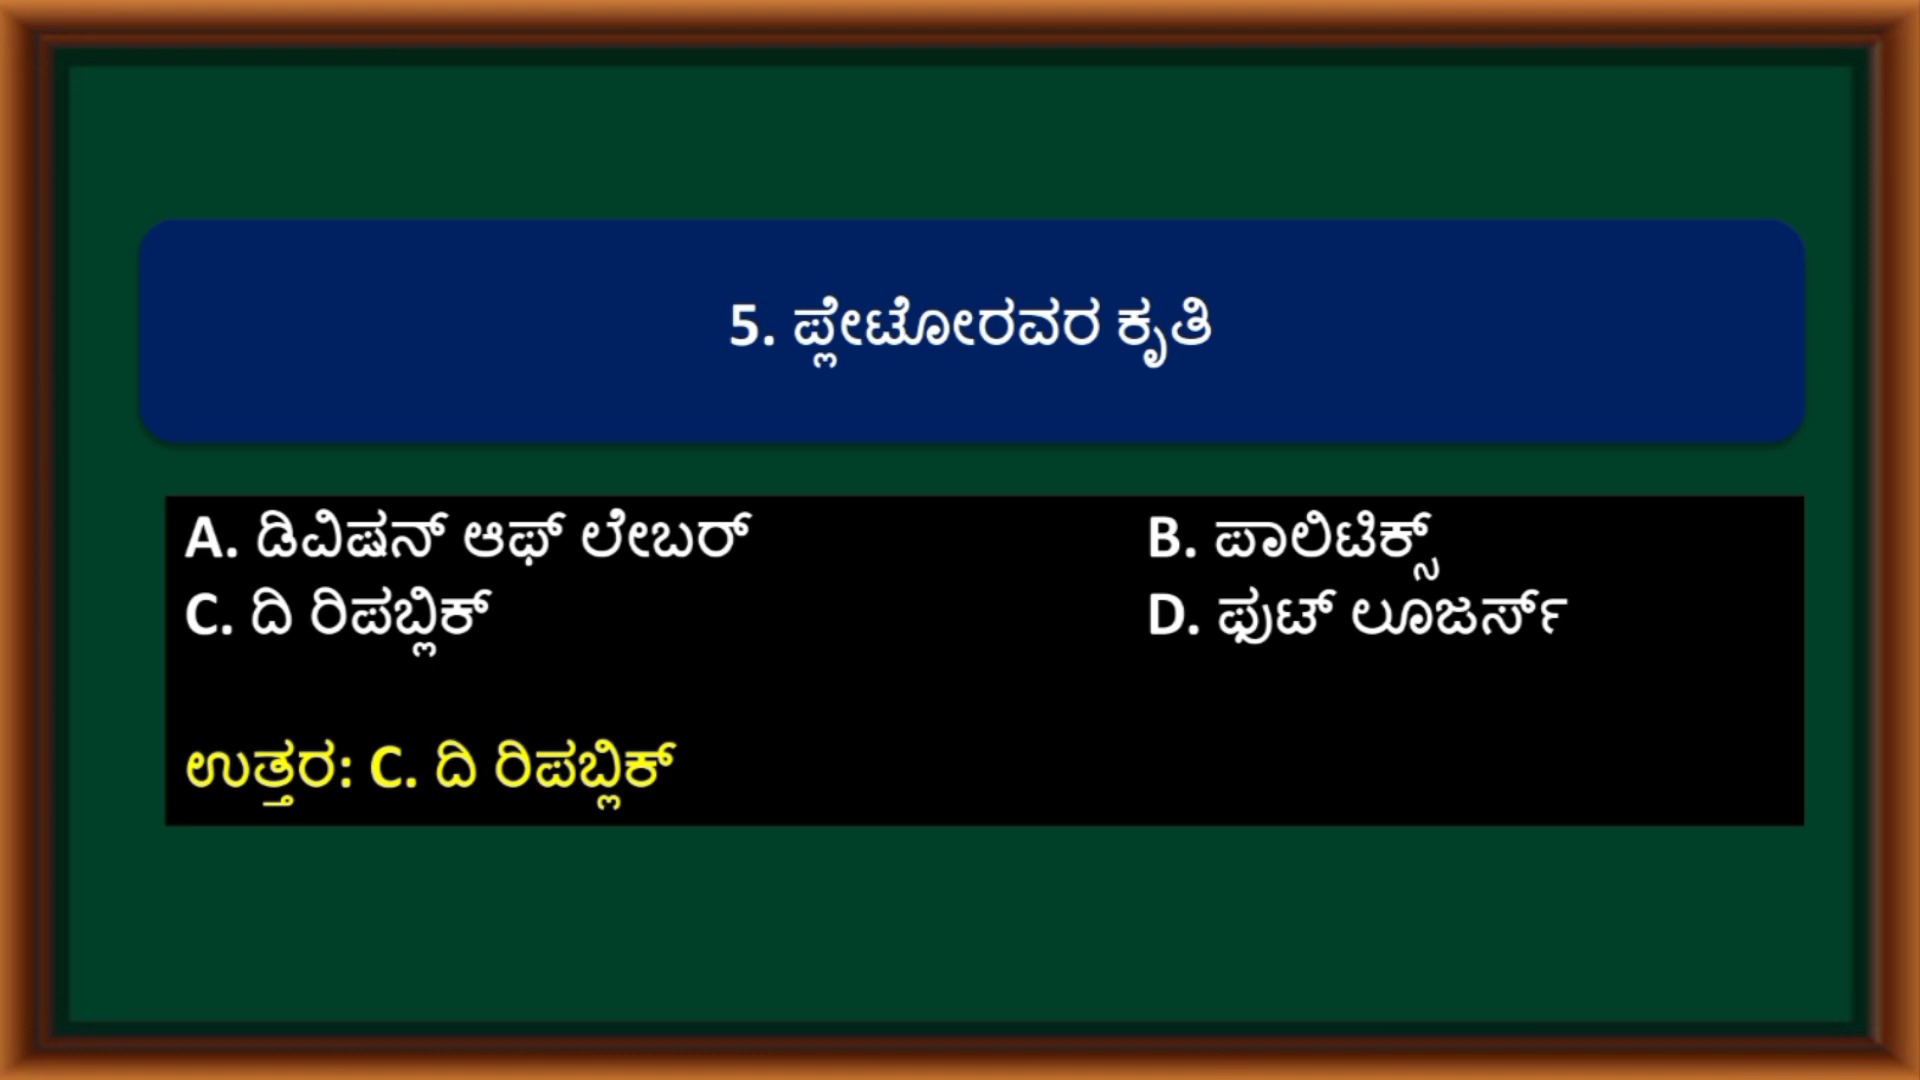 5. ಪ್ಲೇಟೋರವರ ಕೃತಿ
A. ಡಿವಿಷನ್ ಆಫ್ ಲೇಬರ್ B. ಪಾಲಿಟಿಕ್ಸ್
C. ದಿ ರಿಪಬ್ಲಿಕ್ D. ಫುಟ್ ಲೂಜರ್ಸ್
ಉತ್ತರ: C. ದಿ ರಿಪಬ್ಲಿಕ್